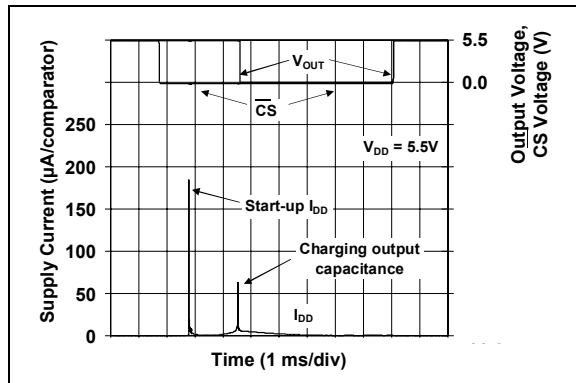 5.5
0.0
Output Voltage,
CS Voltage (V)
VOUT
CS
VDD = 5.5V
Supply Current (µA/comparator)
250
200
150
100
50
0
Start-up IDD
Charging output
capacitance
IDD
Time (1 ms/div)